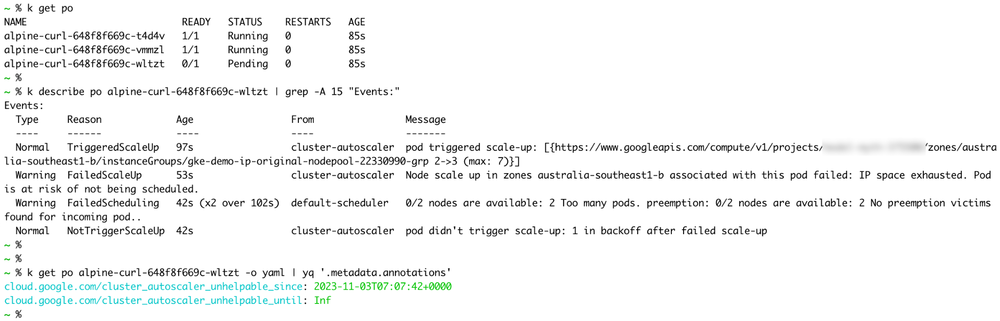 ~ % k get po
NAME                           READY   STATUS    RESTARTS   AGE
alpine-curl-648f8f669c-t4d4v   1/1     Running   0          85s
alpine-curl-648f8f669c-vmmzl   1/1     Running   0          85s
alpine-curl-648f8f669c-wltzt   0/1     Pending   0          85s
~ %
~ % k describe po alpine-curl-648f8f669c-wltzt | grep -A 15 "Events:"
Events:
  Type     Reason             Age                 From                Message
  ----     ------             ----                ----                -------
  Normal   TriggeredScaleUp   97s                 cluster-autoscaler  pod triggered scale-up: [{https://www.googleapis.com/compute/v1/projects/ /zones/austra
lia-southeast1-b/instanceGroups/gke-demo-ip-original-nodepool-22330990-grp 2->3 (max: 7)}]
  Warning  FailedScaleUp      53s                 cluster-autoscaler  Node scale up in zones australia-southeast1-b associated with this pod failed: IP space exhausted. Pod
is at risk of not being scheduled.
  Warning  FailedScheduling   42s (x2 over 102s)  default-scheduler   0/2 nodes are available: 2 Too many pods. preemption: 0/2 nodes are available: 2 No preemption victims
found for incoming pod..
  Normal   NotTriggerScaleUp  42s                 cluster-autoscaler  pod didn't trigger scale-up: 1 in backoff after failed scale-up
~ %
~ %
~ % k get po alpine-curl-648f8f669c-wltzt -o yaml | yq '.metadata.annotations'
cloud.google.com/cluster_autoscaler_unhelpable_since: 2023-11-03T07:07:42+0000
cloud.google.com/cluster_autoscaler_unhelpable_until: Inf
~ %